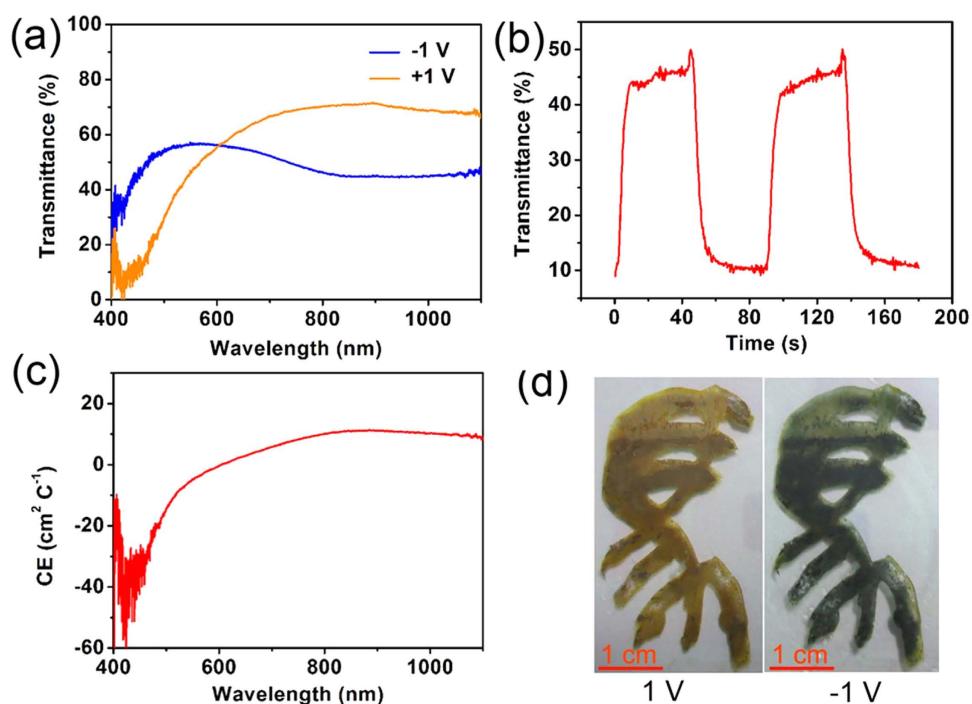 (a)
100
80
60
40
20
0
Transmittance (%)
-1 V
+1 V
400 600 800 1000
Wavelength (nm)
(b)
50
40
30
20
10
Transmittance (%)
0 40 80 120 160 200
Time (s)
(c)
20
0
-20
-40
-60
CE (cm² C⁻¹)
400 600 800 1000
Wavelength (nm)
(d)
1 cm
1 cm
1 V
-1 V